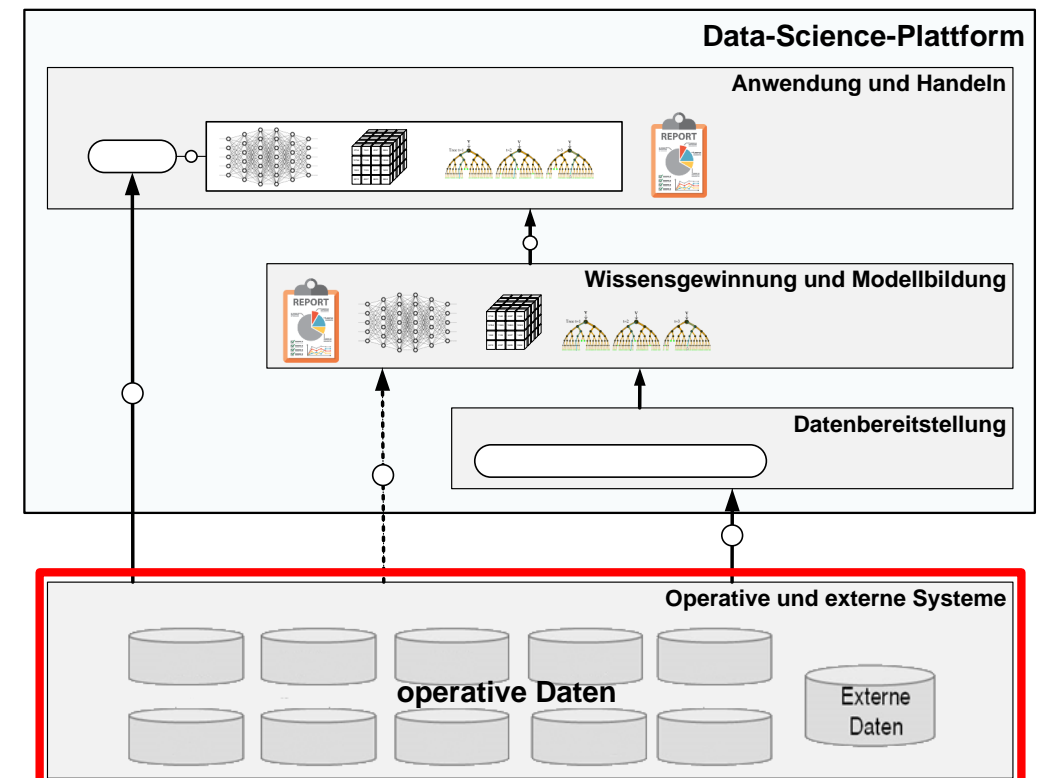 Data-Science-Plattform
Anwendung und Handeln
REPORT
Wissensgewinnung und Modellbildung
REPORT
Datenbereitstellung
Operative und externe Systeme
operative Daten
Externe
Daten